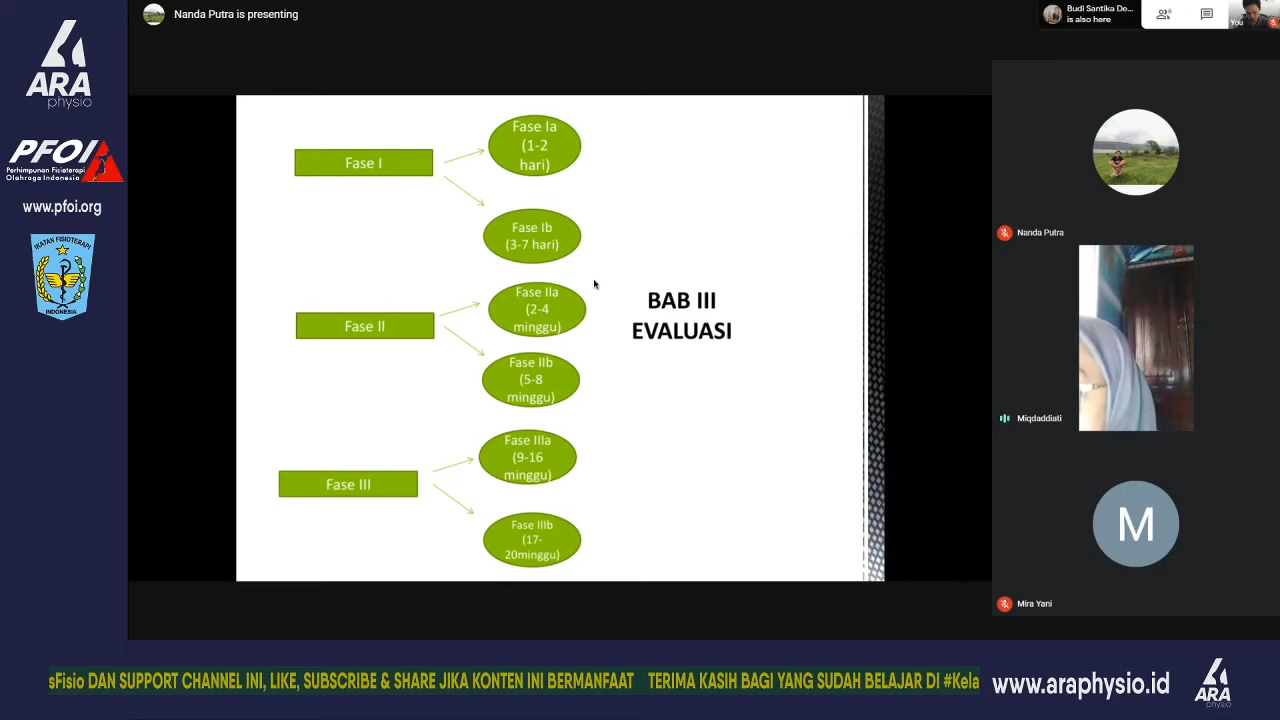 Nanda Putra is presenting
Budi Santika De...
is also here
6
You
ARA
physio
PFOI
Perhimpunan Fisioterapi
Olahraga Indonesia
www.pfoi.org
IKATAN FISIOTERAPI
INDONESIA
Fase I
Fase Ia
(1-2
hari)
Fase Ib
(3-7 hari)
Fase II
Fase IIa
(2-4
minggu)
Fase IIb
(5-8
minggu)
Fase III
Fase IIIa
(9-16
minggu)
Fase IIIb
(17-
20minggu)
BAB III
EVALUASI
Nanda Putra
Miqdaddiati
M
Mira Yani
sFisio DAN SUPPORT CHANNEL INI, LIKE, SUBSCRIBE & SHARE JIKA KONTEN INI BERMANFAAT TERIMA KASIH BAGI YANG SUDAH BELAJAR DI #Kela
www.araphysio.id
ARA
physio